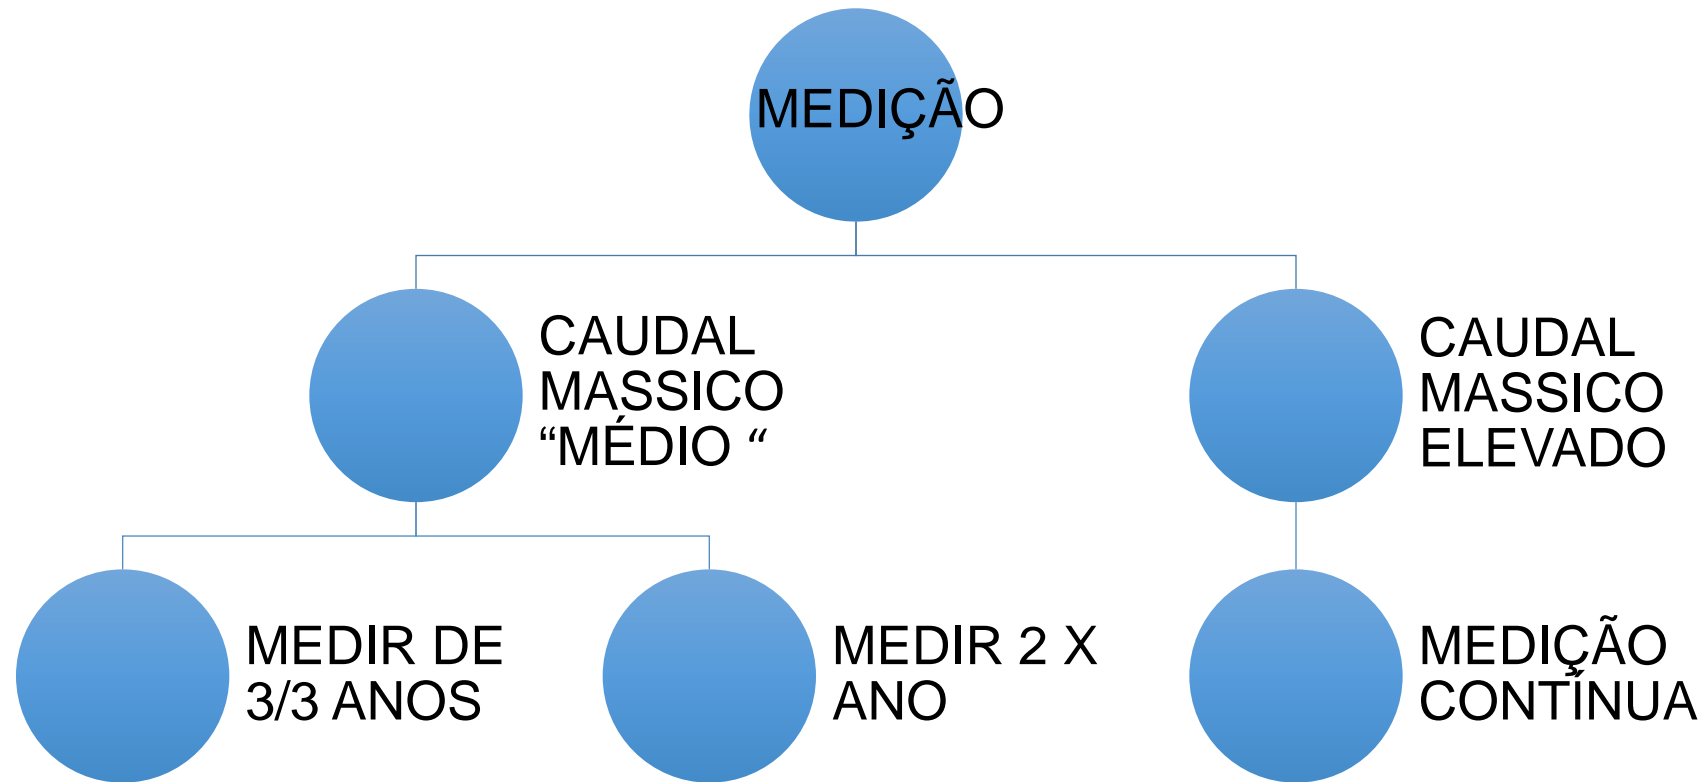 MEDIÇÃO
CAUDAL
MASSICO
“MÉDIO “
CAUDAL
MASSICO
ELEVADO
MEDIR DE
3/3 ANOS
MEDIR 2 X
ANO
MEDIÇÃO
CONTÍNUA